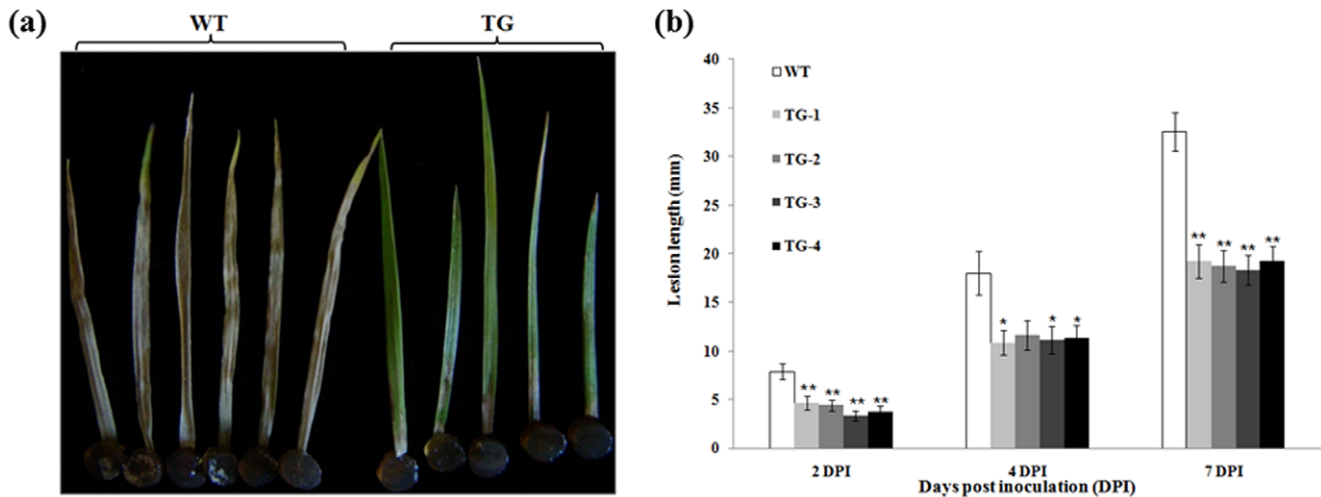 (a)
WT
TG
(b)
40
35
30
25
20
15
10
5
0
Lesion length (mm)
WT
TG-1
TG-2
TG-3
TG-4
** ** ** **
* * *
** ** ** **
2 DPI
4 DPI
7 DPI
Days post inoculation (DPI)